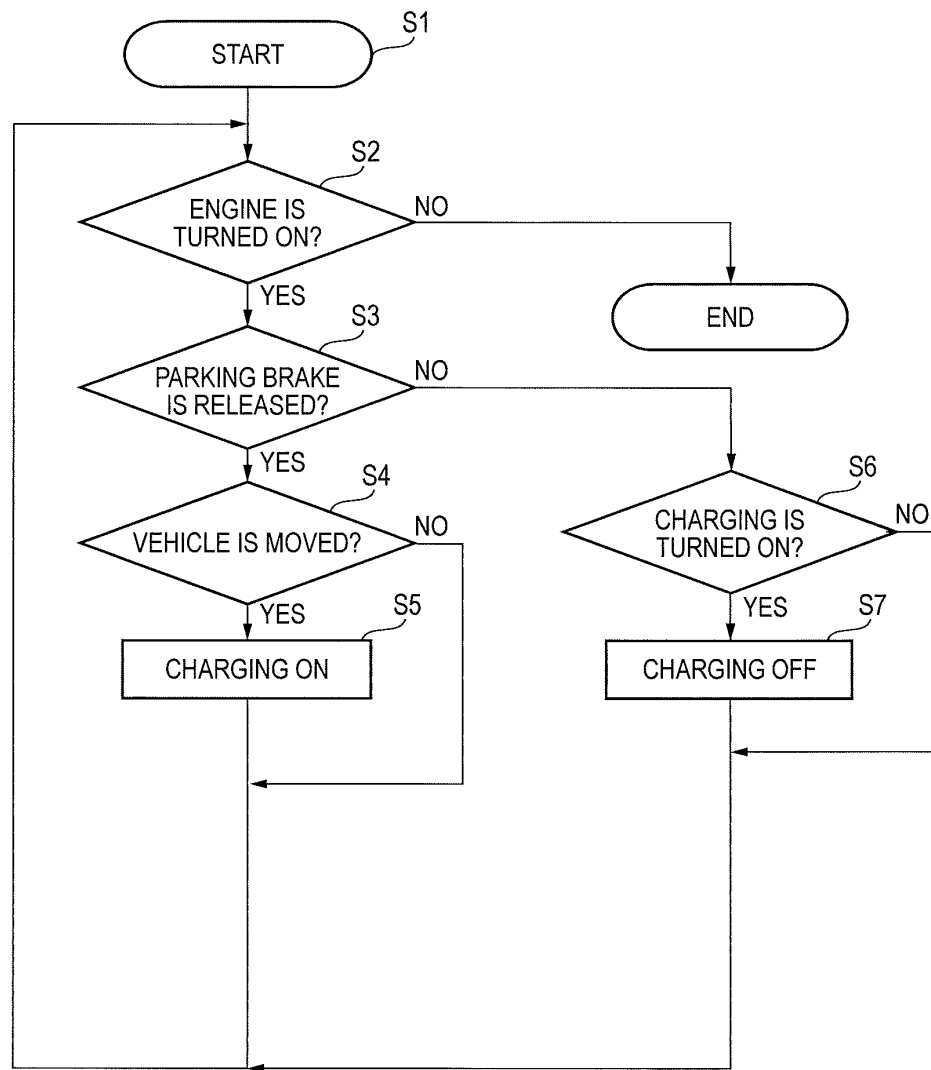 START
S1
S2
ENGINE IS
TURNED ON?
NO
YES
END
S3
PARKING BRAKE
IS RELEASED?
NO
YES
S4
VEHICLE IS MOVED?
NO
YES
S6
CHARGING IS
TURNED ON?
NO
YES
S5
CHARGING ON
S7
CHARGING OFF